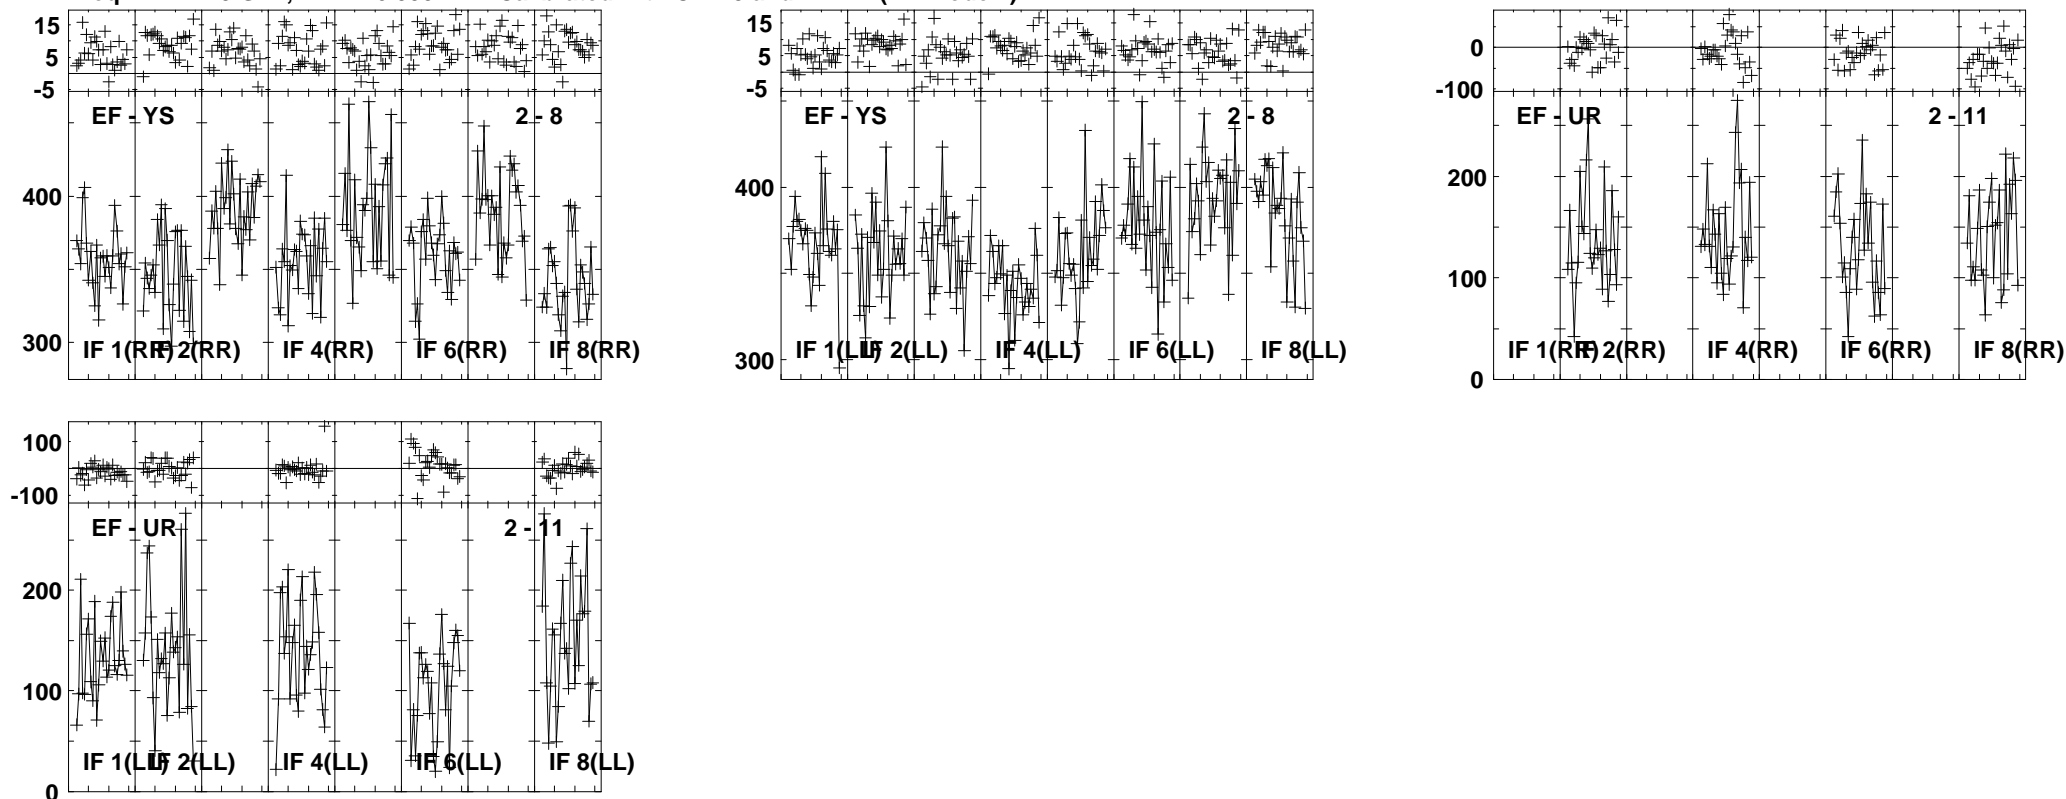 15
5
-5
EF - YS 2 - 8
400
300
IF 1(RR) 2(RR) IF 4(RR) IF 6(RR) IF 8(RR)
15
5
-5
EF - YS 2 - 8
400
300
IF 1(LL) IF 2(LL) IF 4(LL) IF 6(LL) IF 8(LL)
0
-100
EF - UR 2 - 11
200
100
0
IF 1(RR) 2(RR) IF 4(RR) IF 6(RR) IF 8(RR)
100
-100
EF - UR 2 - 11
200
100
0
IF 1(LL) IF 2(LL) IF 4(LL) IF 6(LL) IF 8(LL)